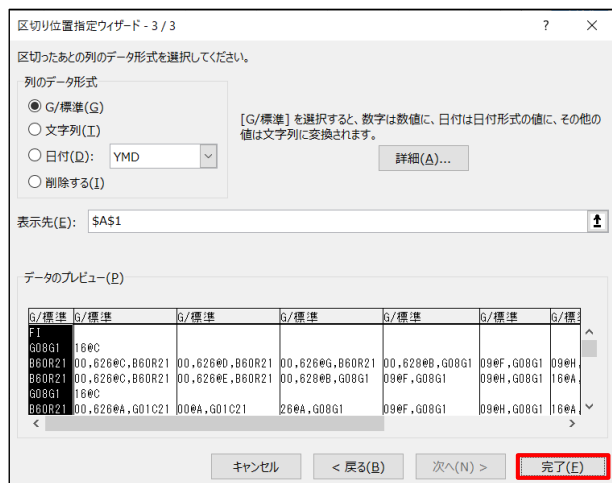 区切り位置指定ウィザード - 3 / 3 ? ×
区切ったあとの列のデータ形式を選択してください。
列のデータ形式
G/標準(G)
文字列(T)
日付(D): YMD
削除する(I)
[G/標準] を選択すると、数字は数値に、日付は日付形式の値に、その他の
値は文字列に変換されます。
詳細(A)...
表示先(E): $A$1
データのプレビュー(P)
G/標準 G/標準 G/標準 G/標準 G/標準 G/標準 G/標準
FI
G08G1 16@C
B60R21 00,626@C,B60R21 00,626@D,B60R21 00,626@G,B60R21 00,628@B,G08G1 09@F,G08G1 09@H,
B60R21 00,626@C,B60R21 00,626@E,B60R21 00,628@B,G08G1 09@F,G08G1 09@H,G08G1 16@A,
G08G1 16@C
B60R21 00,626@A,G01C21 00@A,G01C21 26@A,G08G1 09@F,G08G1 09@H,G08G1 16@A,
キャンセル < 戻る(B) 次へ(N) > 完了(F)